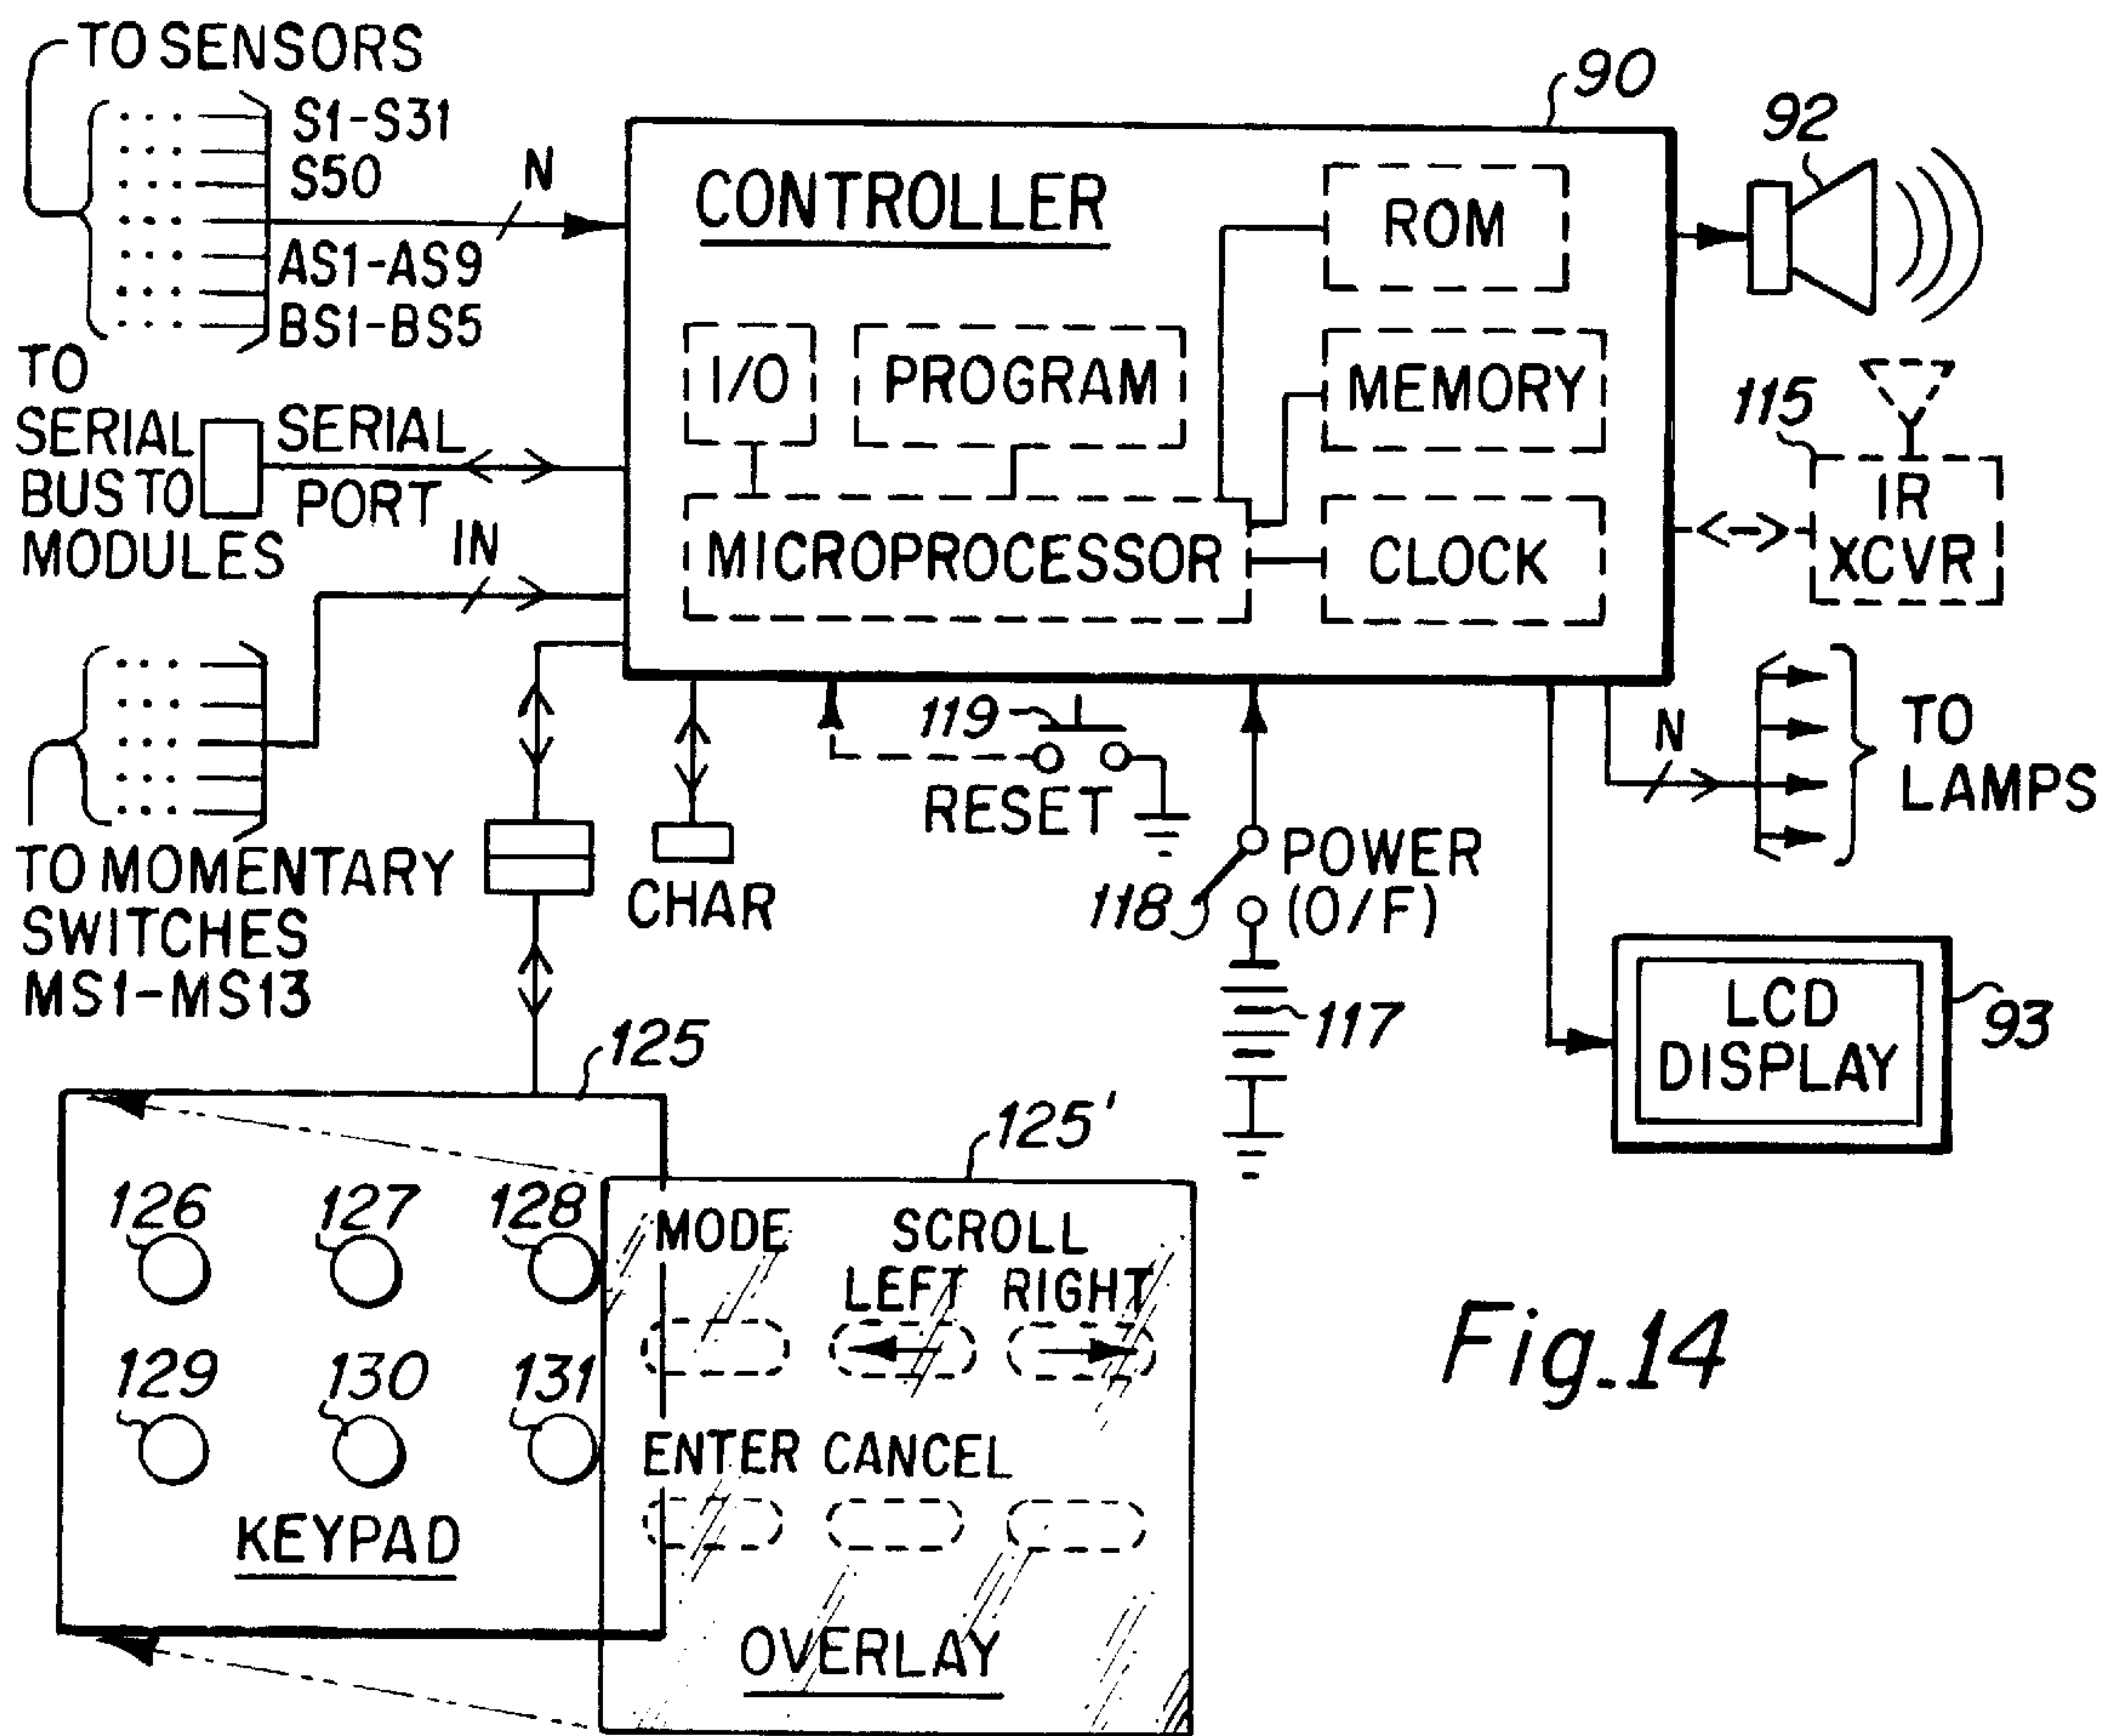 TO SENSORS
S1-S31
S50
AS1-AS9
BS1-BS5
N
90
CONTROLLER
ROM
I/O
PROGRAM
MEMORY
MICROPROCESSOR
CLOCK
92
115
IR
XCVR
TO
SERIAL
BUS TO
MODULES
SERIAL
PORT
IN
TO MOMENTARY
SWITCHES
MS1-MS13
CHAR
119
RESET
118
POWER
(O/F)
117
N
TO
LAMPS
LCD
DISPLAY
93
125
126
127
128
129
130
131
KEYPAD
125'
MODE
SCROLL
LEFT RIGHT
ENTER CANCEL
OVERLAY
Fig. 14